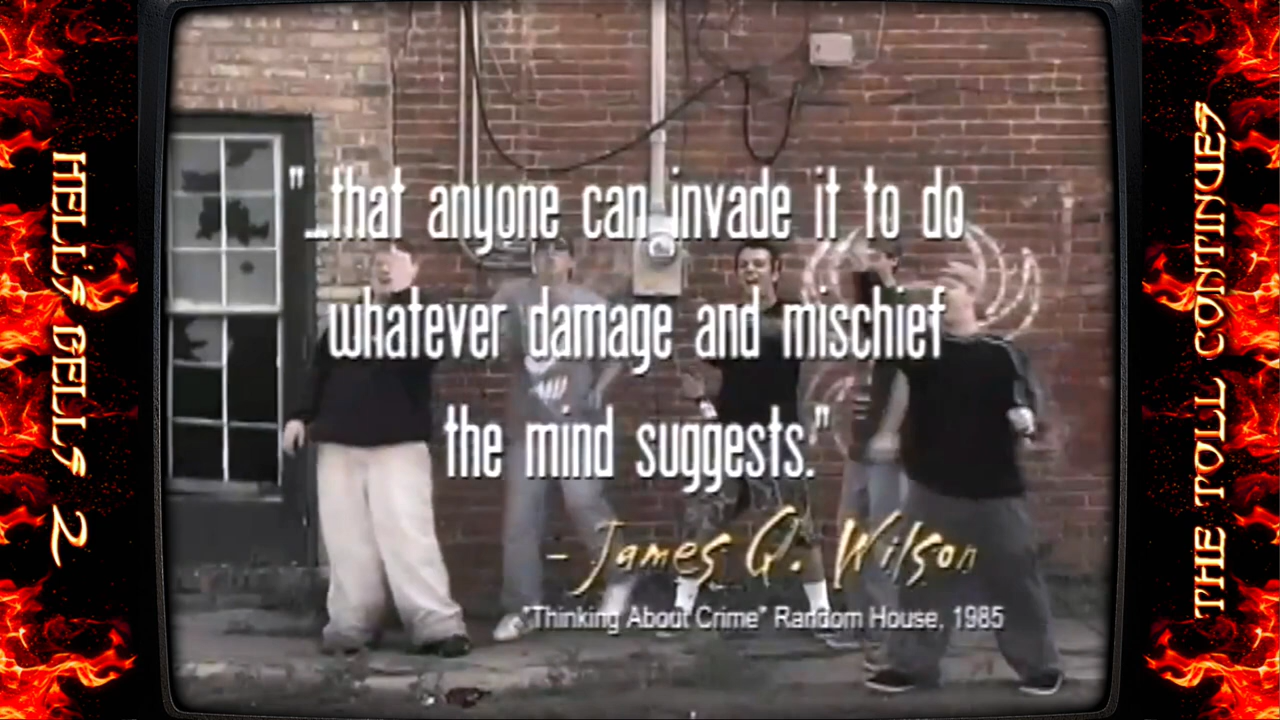 HELL'S BELLS 2
"...that anyone can invade it to do
whatever damage and mischief
the mind suggests."
- James Q. Wilson
"Thinking About Crime" Random House, 1985
THE TOLL CONTINUES